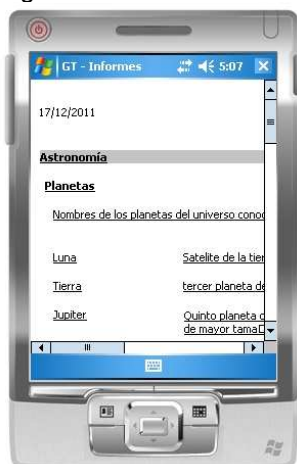 GT - Informes 5:07
17/12/2011
Astronomía
Planetas
Nombres de los planetas del universo conoc
Luna Satelite de la tier
Tierra tercer planeta de
Jupiter Quinto planeta
de mayor tama